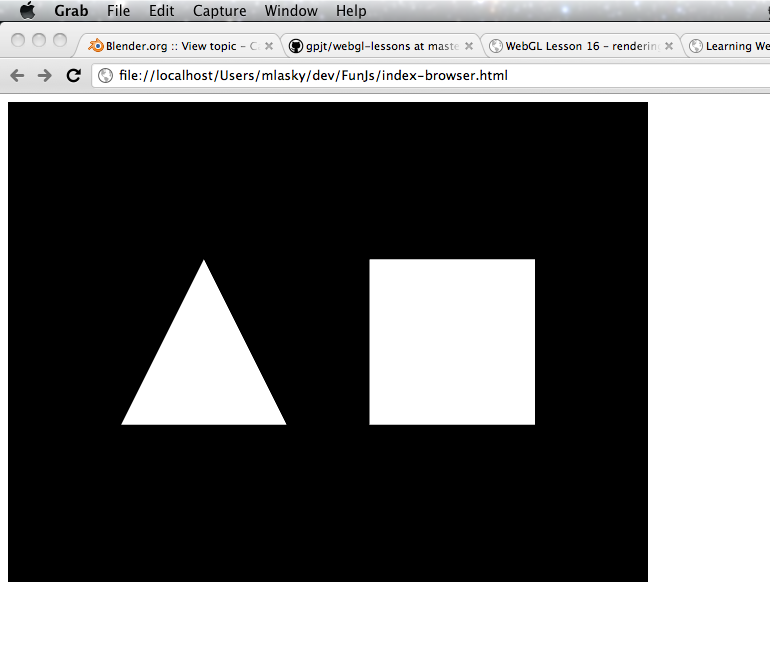 Grab File Edit Capture Window Help
Blender.org :: View topic - C gpjt/webgl-lessons at maste WebGL Lesson 16 - renderin Learning We
file://localhost/Users/mlasky/dev/FunJs/index-browser.html